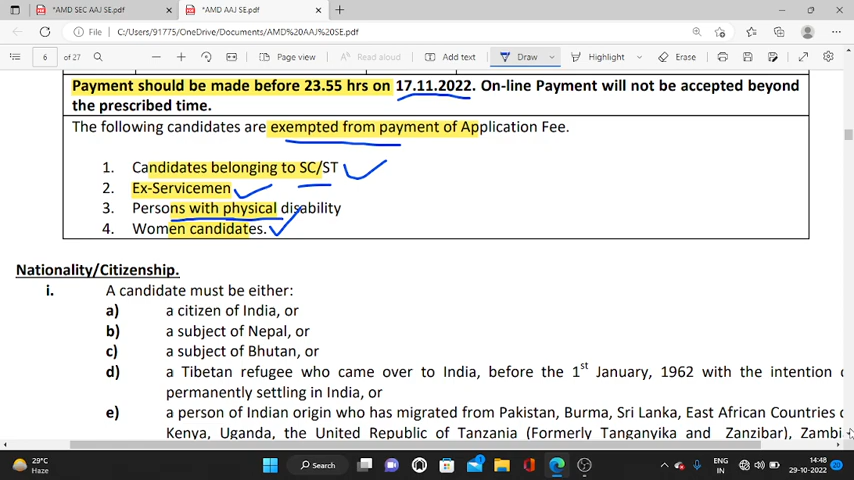 *AMD SEC AAJ SE.pdf
*AMD AAJ SE.pdf
File
C:/Users/91775/OneDrive/Documents/AMD%20AAJ%20SE.pdf
6 of 27
Page view
Read aloud
Add text
Draw
Highlight
Erase
Payment should be made before 23.55 hrs on 17.11.2022. On-line Payment will not be accepted beyond
the prescribed time.
The following candidates are exempted from payment of Application Fee.
1. Candidates belonging to SC/ST
2. Ex-Servicemen
3. Persons with physical disability
4. Women candidates.
Nationality/Citizenship.
i. A candidate must be either:
a) a citizen of India, or
b) a subject of Nepal, or
c) a subject of Bhutan, or
d) a Tibetan refugee who came over to India, before the 1st January, 1962 with the intention
permanently settling in India, or
e) a person of Indian origin who has migrated from Pakistan, Burma, Sri Lanka, East African Countries
Kenya, Uganda, the United Republic of Tanzania (Formerly Tanganyika and Zanzibar), Zambi
29°C
Haze
Search
1
ENG
IN
14:48
29-10-2022
20